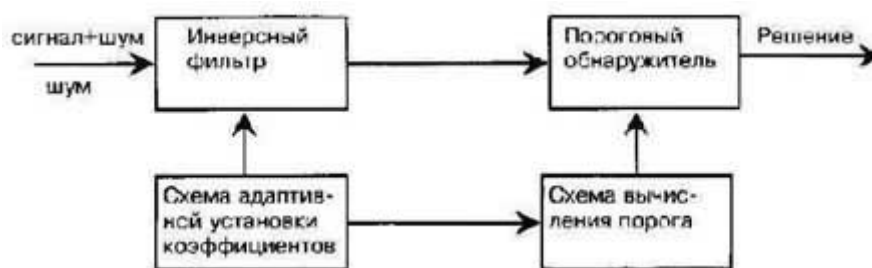 сигнал+шум
шум
Инверсный
фильтр
Пороговый
обнаружитель
Решение
Схема адаптив-
ной установки
коэффициентов
Схема вычис-
ления порога